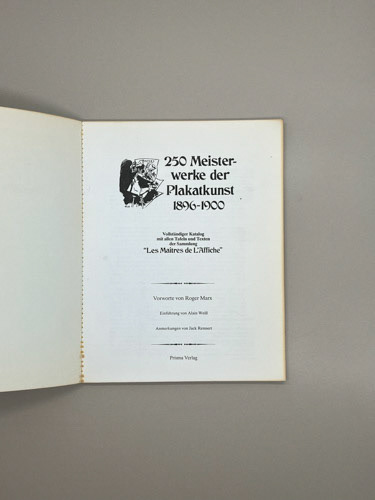 250 Meister-
werke der
Plakatkunst
1896-1900
Vollständiger Katalog
mit allen Tafeln und Texten
der Sammlung
"Les Maitres de L'Affiche"
Vorworte von Roger Marx
Einführung von Alain Weill
Anmerkungen von Jack Rennert
Prisma Verlag